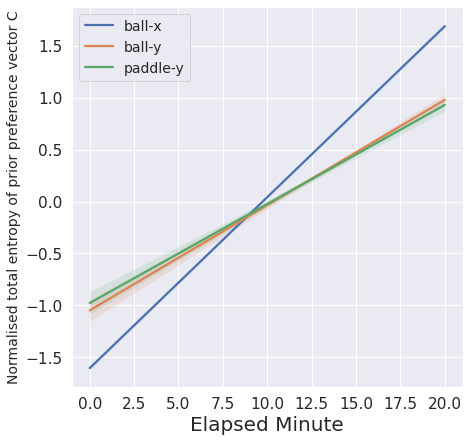 Normalised total entropy of prior preference vector C
ball-x
ball-y
paddle-y
1.5
1.0
0.5
0.0
−0.5
−1.0
−1.5
0.0 2.5 5.0 7.5 10.0 12.5 15.0 17.5 20.0
Elapsed Minute